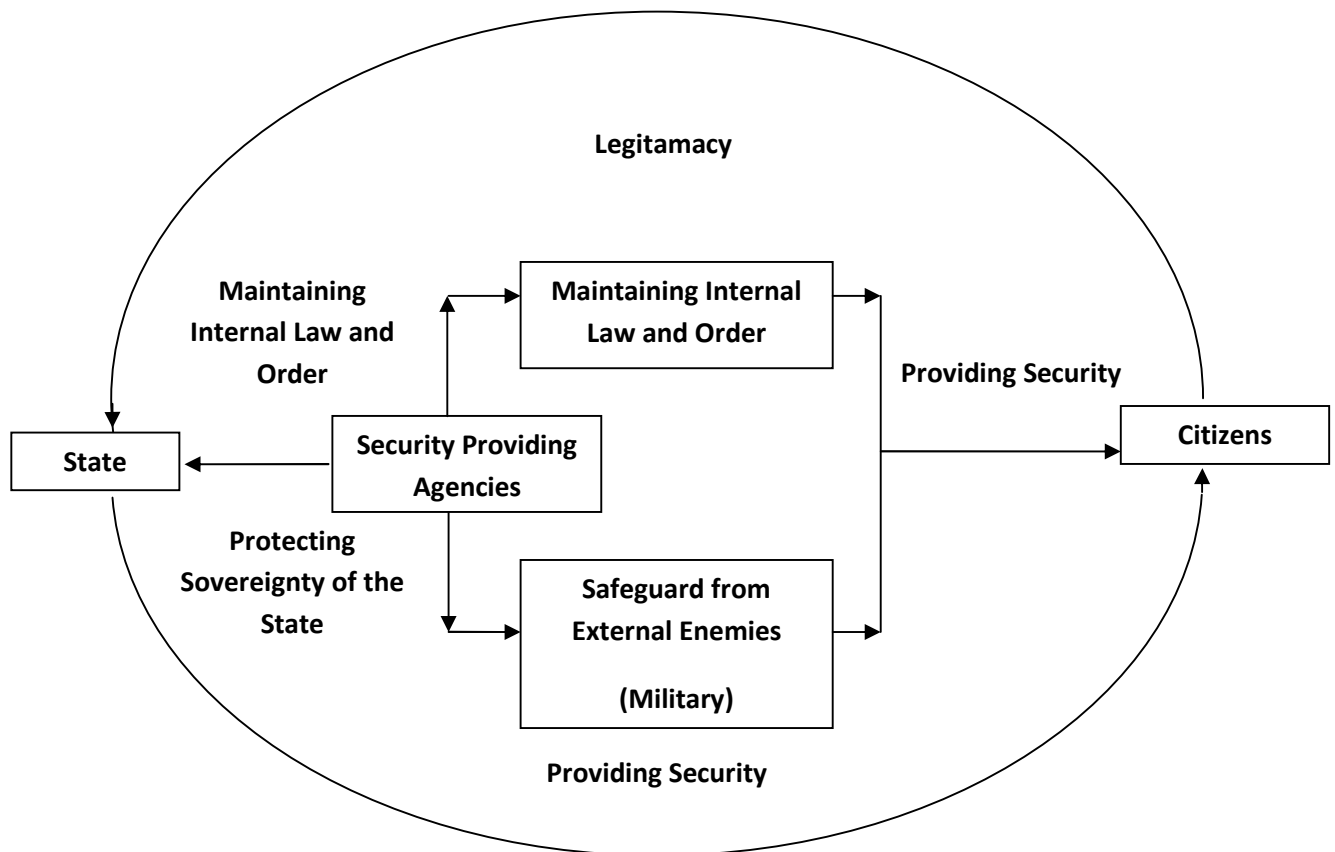 Legitamacy
Maintaining
Internal Law and
Order
Maintaining Internal
Law and Order
Providing Security
State
Security Providing
Agencies
Citizens
Protecting
Sovereignty of the
State
Safeguard from
External Enemies
(Military)
Providing Security